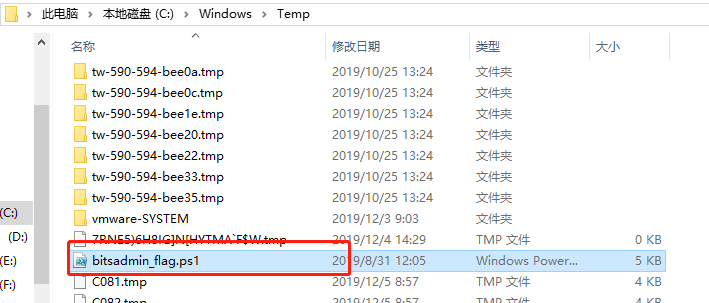 此电脑 › 本地磁盘 (C:) › Windows › Temp
名称 修改日期 类型 大小
tw-590-594-bee0a.tmp 2019/10/25 13:24 文件夹
tw-590-594-bee0c.tmp 2019/10/25 13:24 文件夹
tw-590-594-bee1e.tmp 2019/10/25 13:24 文件夹
tw-590-594-bee20.tmp 2019/10/25 13:24 文件夹
tw-590-594-bee22.tmp 2019/10/25 13:24 文件夹
tw-590-594-bee33.tmp 2019/10/25 13:24 文件夹
tw-590-594-bee35.tmp 2019/10/25 13:24 文件夹
(C:) vmware-SYSTEM 2019/12/3 9:03 文件夹
(D:) 2019/12/4 14:29 TMP 文件 0 KB
(E:) bitsadmin_flag.ps1 2019/8/31 12:05 Windows Power... 5 KB
(F:) C081.tmp 2019/12/5 8:57 TMP 文件 4 KB
C082.tmp 2019/12/5 8:57 TMP 文件 4 KB